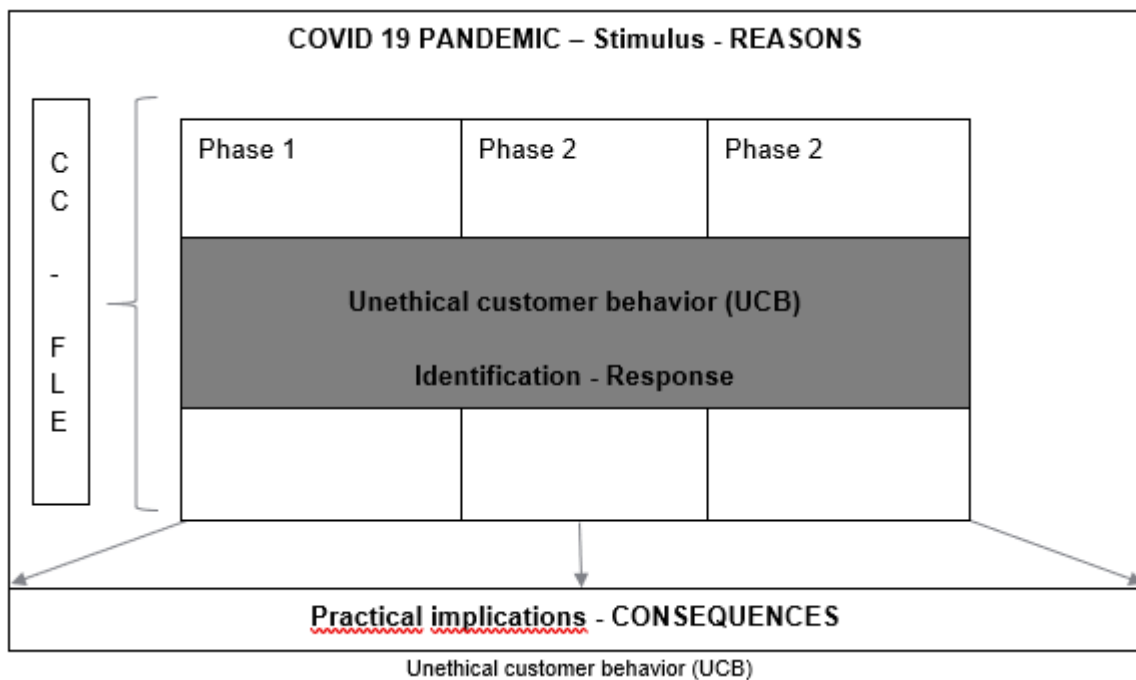 COVID 19 PANDEMIC – Stimulus - REASONS
C
C
-
F
L
E
Phase 1
Phase 2
Phase 2
Unethical customer behavior (UCB)
Identification - Response
Practical implications - CONSEQUENCES
Unethical customer behavior (UCB)